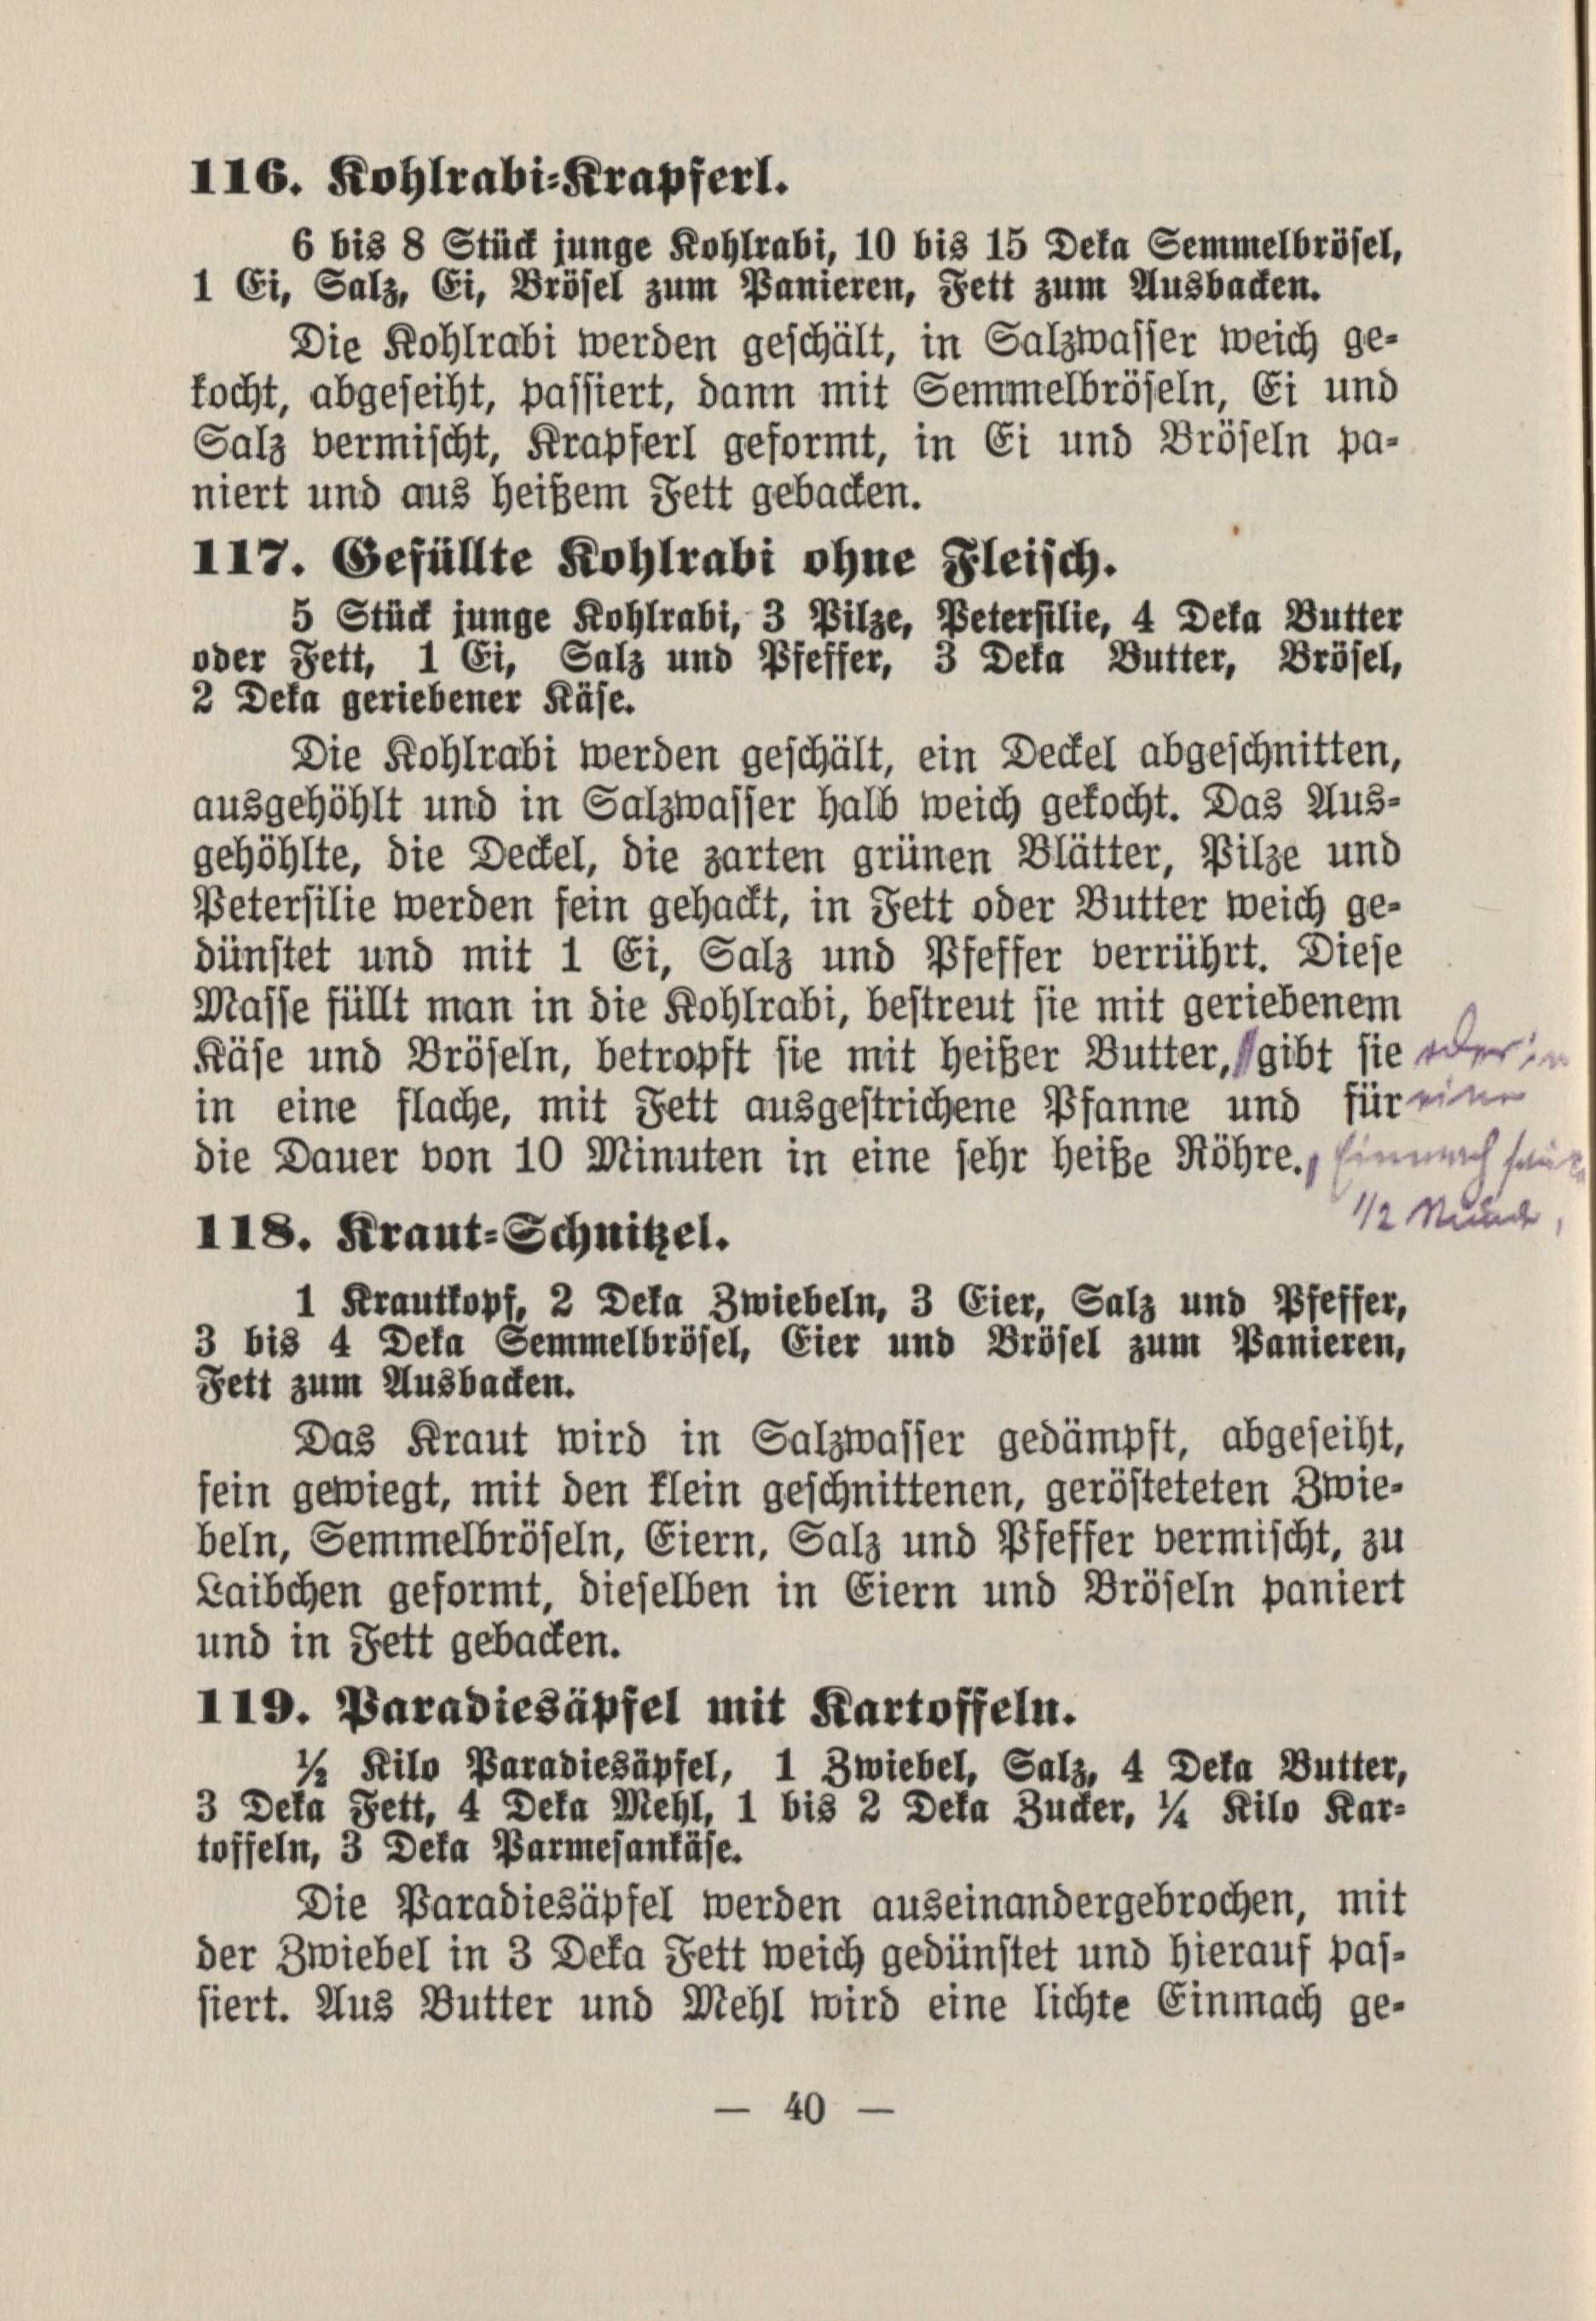 116. Kohlrabi-Krapferl.
6 bis 8 Stück junge Kohlrabi, 10 bis 15 Deka Semmelbrösel,
1 Ei, Salz, Ei, Brösel zum Panieren, Fett zum Ausbacken.
Die Kohlrabi werden geschält, in Salzwasser weich ge-
kocht, abgeseiht, passiert, dann mit Semmelbröseln, Ei und
Salz vermischt, Krapferl geformt, in Ei und Bröseln pa-
niert und aus heißem Fett gebacken.
117. Gefüllte Kohlrabi ohne Fleisch.
5 Stück junge Kohlrabi, 3 Pilze, Petersilie, 4 Deka Butter
oder Fett, 1 Ei, Salz und Pfeffer, 3 Deka Butter, Brösel,
2 Deka geriebener Käse.
Die Kohlrabi werden geschält, ein Deckel abgeschnitten,
ausgehöhlt und in Salzwasser halb weich gekocht. Das Aus-
gehöhlte, die Deckel, die zarten grünen Blätter, Pilze und
Petersilie werden fein gehackt, in Fett oder Butter weich ge-
dünstet und mit 1 Ei, Salz und Pfeffer verrührt. Diese
Masse füllt man in die Kohlrabi, bestreut sie mit geriebenem
Käse und Bröseln, betropft sie mit heißer Butter, gibt sie oder in
in eine flache, mit Fett ausgestrichene Pfanne und für eine
die Dauer von 10 Minuten in eine sehr heiße Röhre. Einmach
1/2
118. Kraut-Schnitzel.
1 Krautkopf, 2 Deka Zwiebeln, 3 Eier, Salz und Pfeffer,
3 bis 4 Deka Semmelbrösel, Eier und Brösel zum Panieren,
Fett zum Ausbacken.
Das Kraut wird in Salzwasser gedämpft, abgeseiht,
fein gewiegt, mit den klein geschnittenen, gerösteteten Zwie-
beln, Semmelbröseln, Eiern, Salz und Pfeffer vermischt, zu
Laibchen geformt, dieselben in Eiern und Bröseln paniert
und in Fett gebacken.
119. Paradiesäpfel mit Kartoffeln.
½ Kilo Paradiesäpfel, 1 Zwiebel, Salz, 4 Deka Butter,
3 Deka Fett, 4 Deka Mehl, 1 bis 2 Deka Zucker, ¼ Kilo Kar-
toffeln, 3 Deka Parmesankäse.
Die Paradiesäpfel werden auseinandergebrochen, mit
der Zwiebel in 3 Deka Fett weich gedünstet und hierauf pas-
siert. Aus Butter und Mehl wird eine lichte Einmach ge-
— 40 —